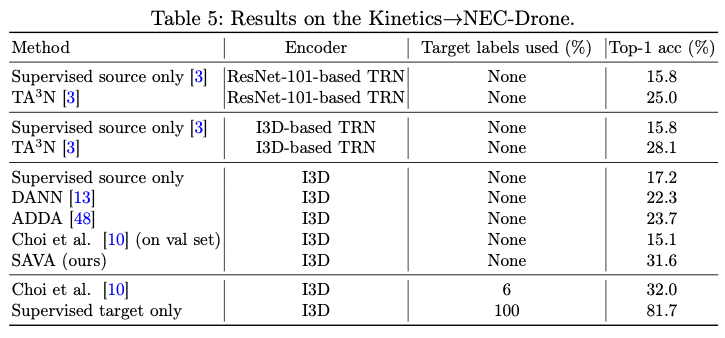 Table 5: Results on the Kinetics→NEC-Drone.
Method Encoder Target labels used (%) Top-1 acc (%)
Supervised source only [3] ResNet-101-based TRN None 15.8
TA³N [3] ResNet-101-based TRN None 25.0
Supervised source only [3] I3D-based TRN None 15.8
TA³N [3] I3D-based TRN None 28.1
Supervised source only I3D None 17.2
DANN [13] I3D None 22.3
ADDA [48] I3D None 23.7
Choi et al. [10] (on val set) I3D None 15.1
SAVA (ours) I3D None 31.6
Choi et al. [10] I3D 6 32.0
Supervised target only I3D 100 81.7